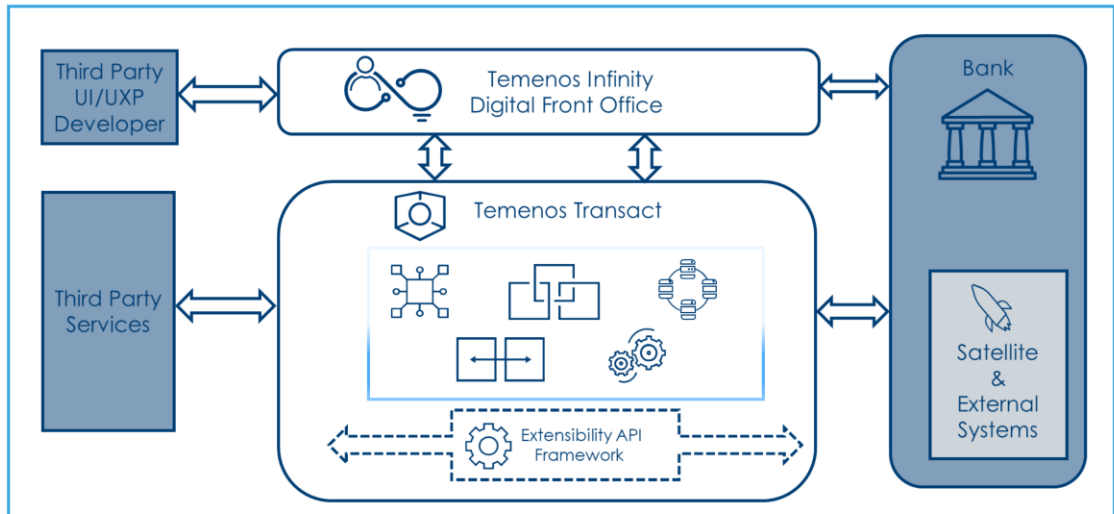 Third Party
UI/UXP
Developer
Temenos Infinity
Digital Front Office
Bank
Temenos Transact
Third Party
Services
Satellite
&
External
Systems
Extensibility API
Framework